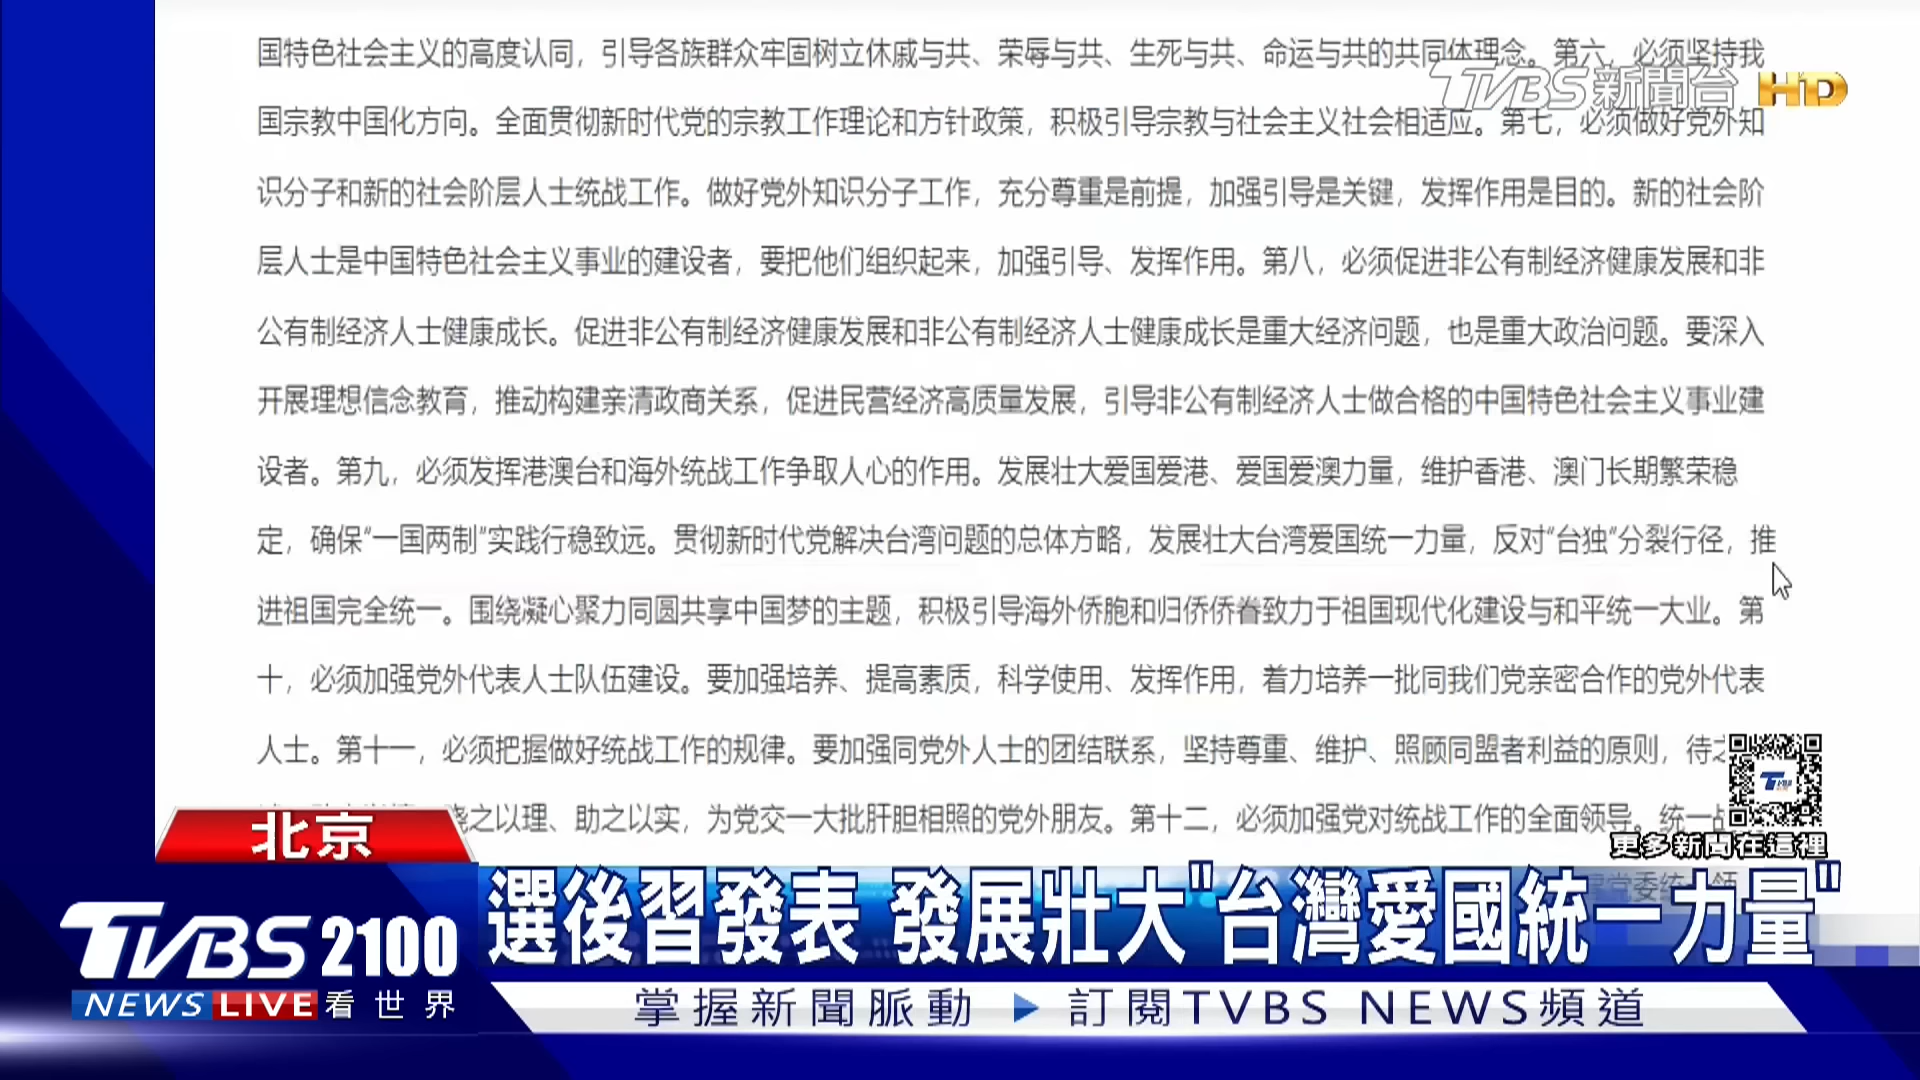 国特色社会主义的高度认同，引导各族群众牢固树立休戚与共、荣辱与共、生死与共、命运与共的共同体理念。第六，必须坚持我
TVBS新聞台 HD
国宗教中国化方向。全面贯彻新时代党的宗教工作理论和方针政策，积极引导宗教与社会主义社会相适应。第七，必须做好党外知
识分子和新的社会阶层人士统战工作。做好党外知识分子工作，充分尊重是前提，加强引导是关键，发挥作用是目的。新的社会阶
层人士是中国特色社会主义事业的建设者，要把他们组织起来，加强引导、发挥作用。第八，必须促进非公有制经济健康发展和非
公有制经济人士健康成长。促进非公有制经济健康发展和非公有制经济人士健康成长是重大经济问题，也是重大政治问题。要深入
开展理想信念教育，推动构建亲清政商关系，促进民营经济高质量发展，引导非公有制经济人士做合格的中国特色社会主义事业建
设者。第九，必须发挥港澳台和海外统战工作争取人心的作用。发展壮大爱国爱港、爱国爱澳力量，维护香港、澳门长期繁荣稳
定，确保“一国两制”实践行稳致远。贯彻新时代党解决台湾问题的总体方略，发展壮大台湾爱国统一力量，反对“台独”分裂行径，推
进祖国完全统一。围绕凝心聚力同圆共享中国梦的主题，积极引导海外侨胞和归侨侨眷致力于祖国现代化建设与和平统一大业。第
十，必须加强党外代表人士队伍建设。要加强培养、提高素质，科学使用、发挥作用，着力培养一批同我们党亲密合作的党外代表
人士。第十一，必须把握做好统战工作的规律。要加强同党外人士的团结联系，坚持尊重、维护、照顾同盟者利益的原则，待之
晓之以理、助之以实，为党交一大批肝胆相照的党外朋友。第十二，必须加强党对统战工作的全面领导。统一战
更多新聞在這裡
北京
選後習發表 發展壯大"台灣愛國統一力量"
TVBS 2100
NEWS LIVE 看世界
掌握新聞脈動 ▶ 訂閱TVBS NEWS頻道